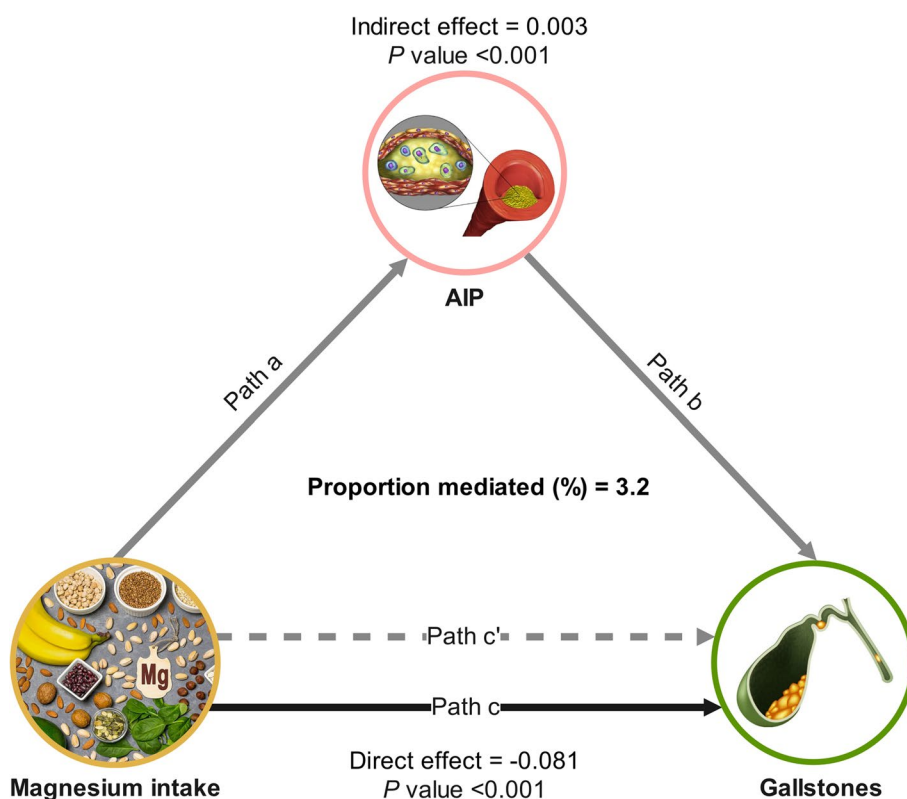 Indirect effect = 0.003
P value <0.001
AIP
Path a
Path b
Proportion mediated (%) = 3.2
Path c'
Mg
Path c
Direct effect = -0.081
P value <0.001
Magnesium intake
Gallstones